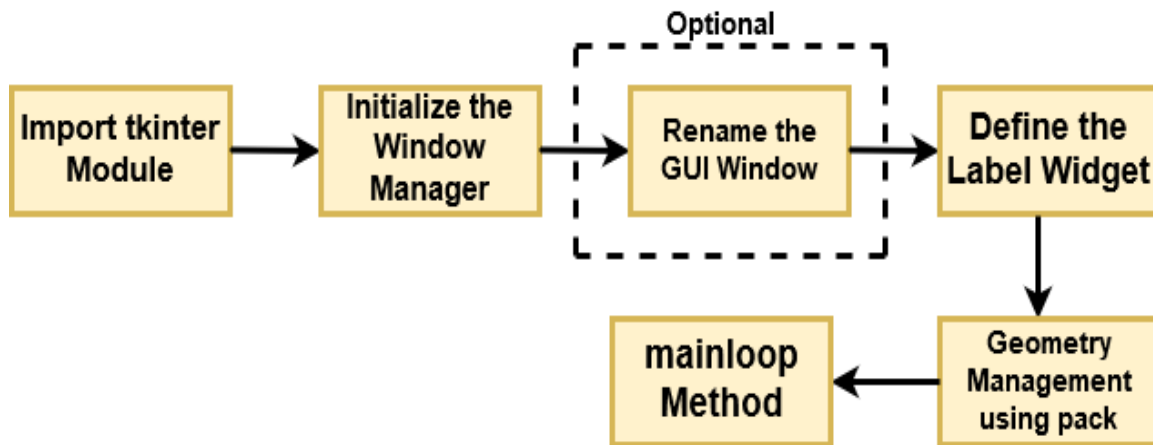 Optional
Import tkinter
Module
Initialize the
Window
Manager
Rename the
GUI Window
Define the
Label Widget
Geometry
Management
using pack
mainloop
Method